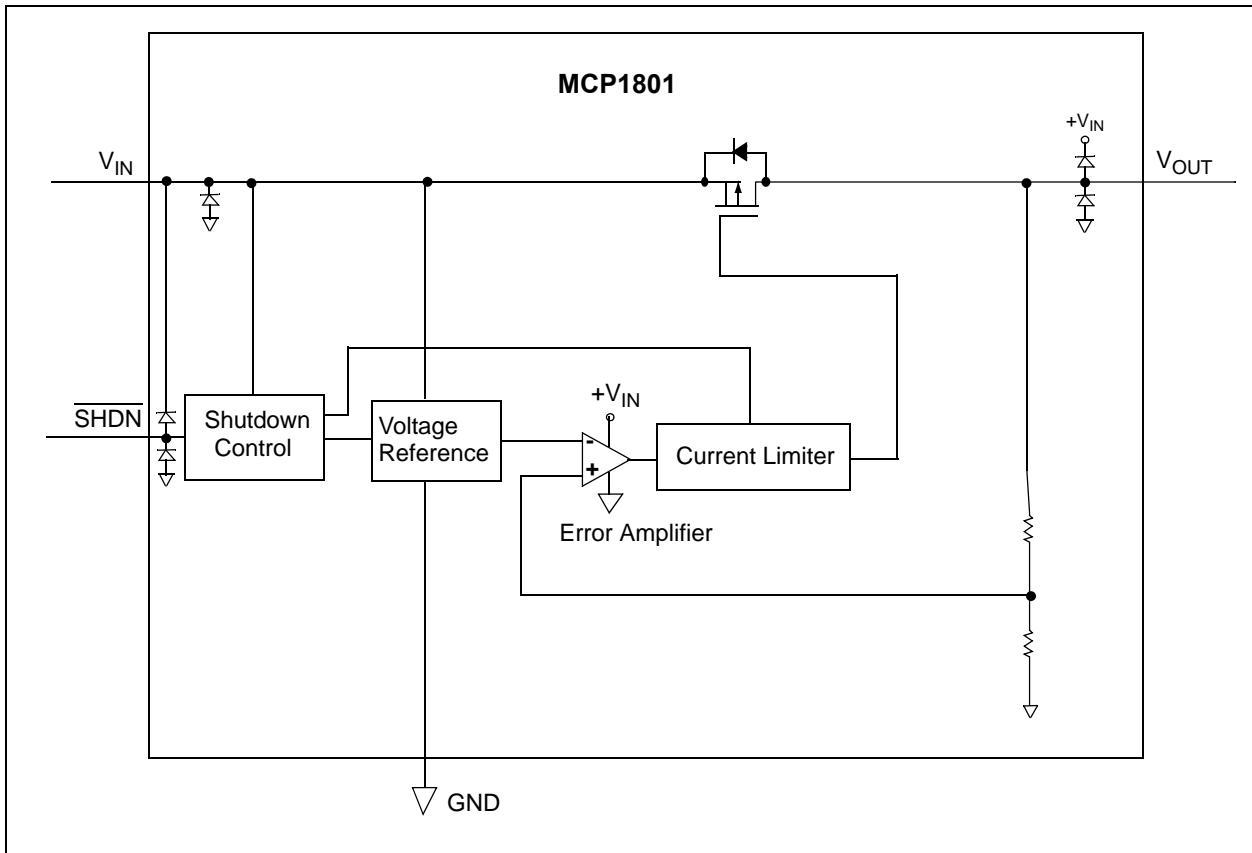 MCP1801
+VIN
VIN
VOUT
SHDN
Shutdown
Control
Voltage
Reference
+VIN
-
+
Current Limiter
Error Amplifier
GND